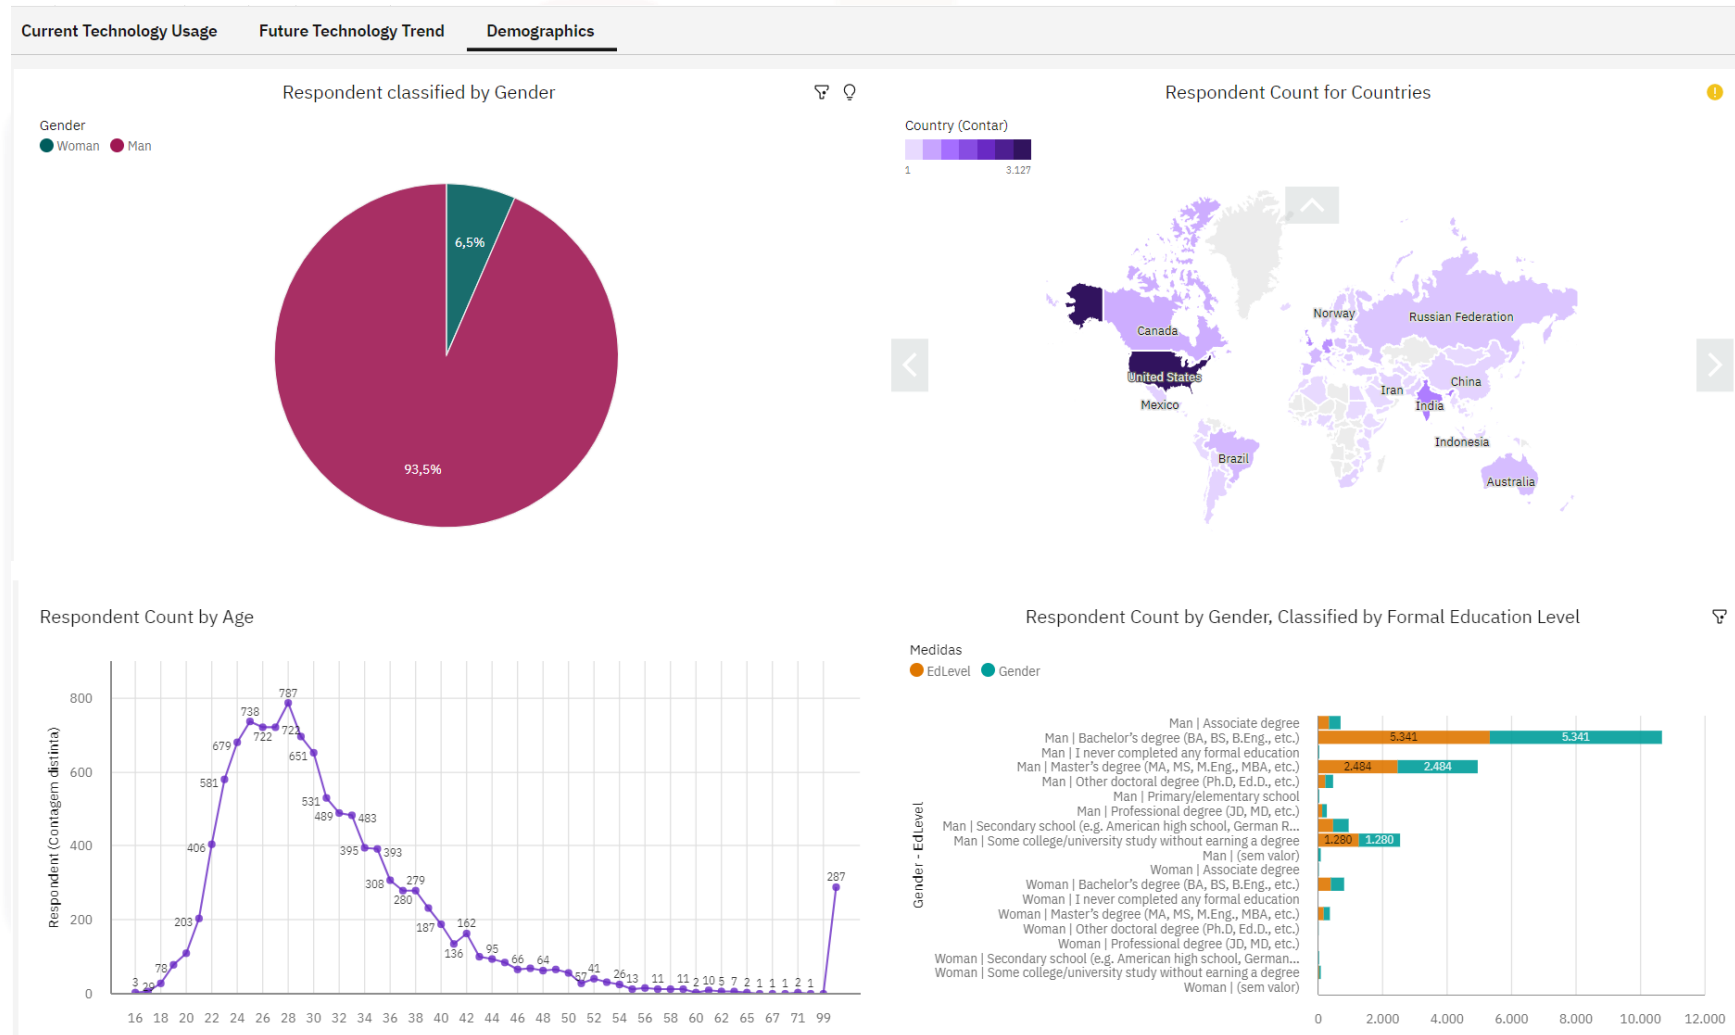 Current Technology Usage Future Technology Trend Demographics
Respondent classified by Gender
Gender
Woman Man
6,5%
93,5%
Respondent Count for Countries
Country (Contar)
1 3.127
Canada
United States
Mexico
Brazil
Norway
Russian Federation
Iran
China
India
Indonesia
Australia
Respondent Count by Age
Respondent (Contagem distinta)
800
600
400
200
0
3
29
78
203
406
581
679
738
722
787
722
651
531
489
483
395
393
308
280
279
187
136
162
95
66
64
57
41
26
13
11
11
2
10
5
7
2
1
1
1
2
1
287
16 18 20 22 24 26 28 30 32 34 36 38 40 42 44 46 48 50 52 54 56 58 60 62 65 67 71 99
Respondent Count by Gender, Classified by Formal Education Level
Medidas
EdLevel Gender
Gender - EdLevel
Man | Associate degree
Man | Bachelor's degree (BA, BS, B.Eng., etc.) 5.341 5.341
Man | I never completed any formal education
Man | Master's degree (MA, MS, M.Eng., MBA, etc.) 2.484 2.484
Man | Other doctoral degree (Ph.D, Ed.D., etc.)
Man | Primary/elementary school
Man | Professional degree (JD, MD, etc.)
Man | Secondary school (e.g. American high school, German R...
Man | Some college/university study without earning a degree 1.280 1.280
Man | (sem valor)
Woman | Associate degree
Woman | Bachelor's degree (BA, BS, B.Eng., etc.)
Woman | I never completed any formal education
Woman | Master's degree (MA, MS, M.Eng., MBA, etc.)
Woman | Other doctoral degree (Ph.D, Ed.D., etc.)
Woman | Professional degree (JD, MD, etc.)
Woman | Secondary school (e.g. American high school, German...
Woman | Some college/university study without earning a degree
Woman | (sem valor)
0 2.000 4.000 6.000 8.000 10.000 12.000